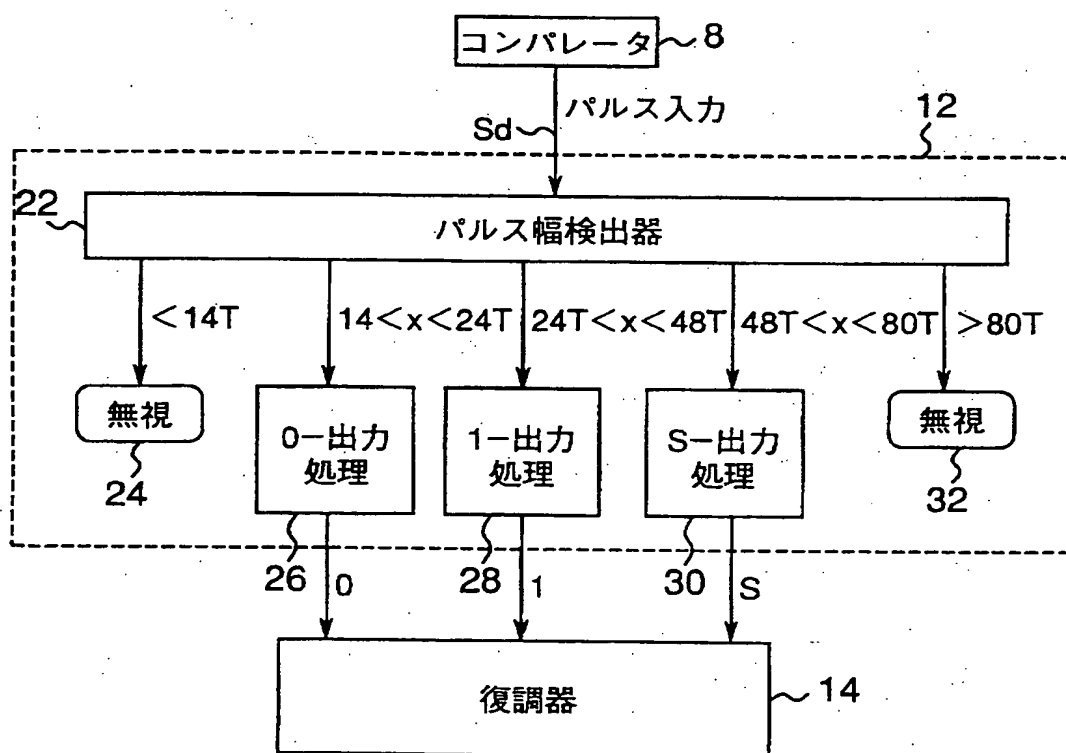 コンパレータ 8
パルス入力
Sd
12
22
パルス幅検出器
<14T
14<x<24T
24T<x<48T
48T<x<80T
>80T
無視
24
0-出力
処理
26
1-出力
処理
28
S-出力
処理
30
無視
32
0
1
S
復調器
14